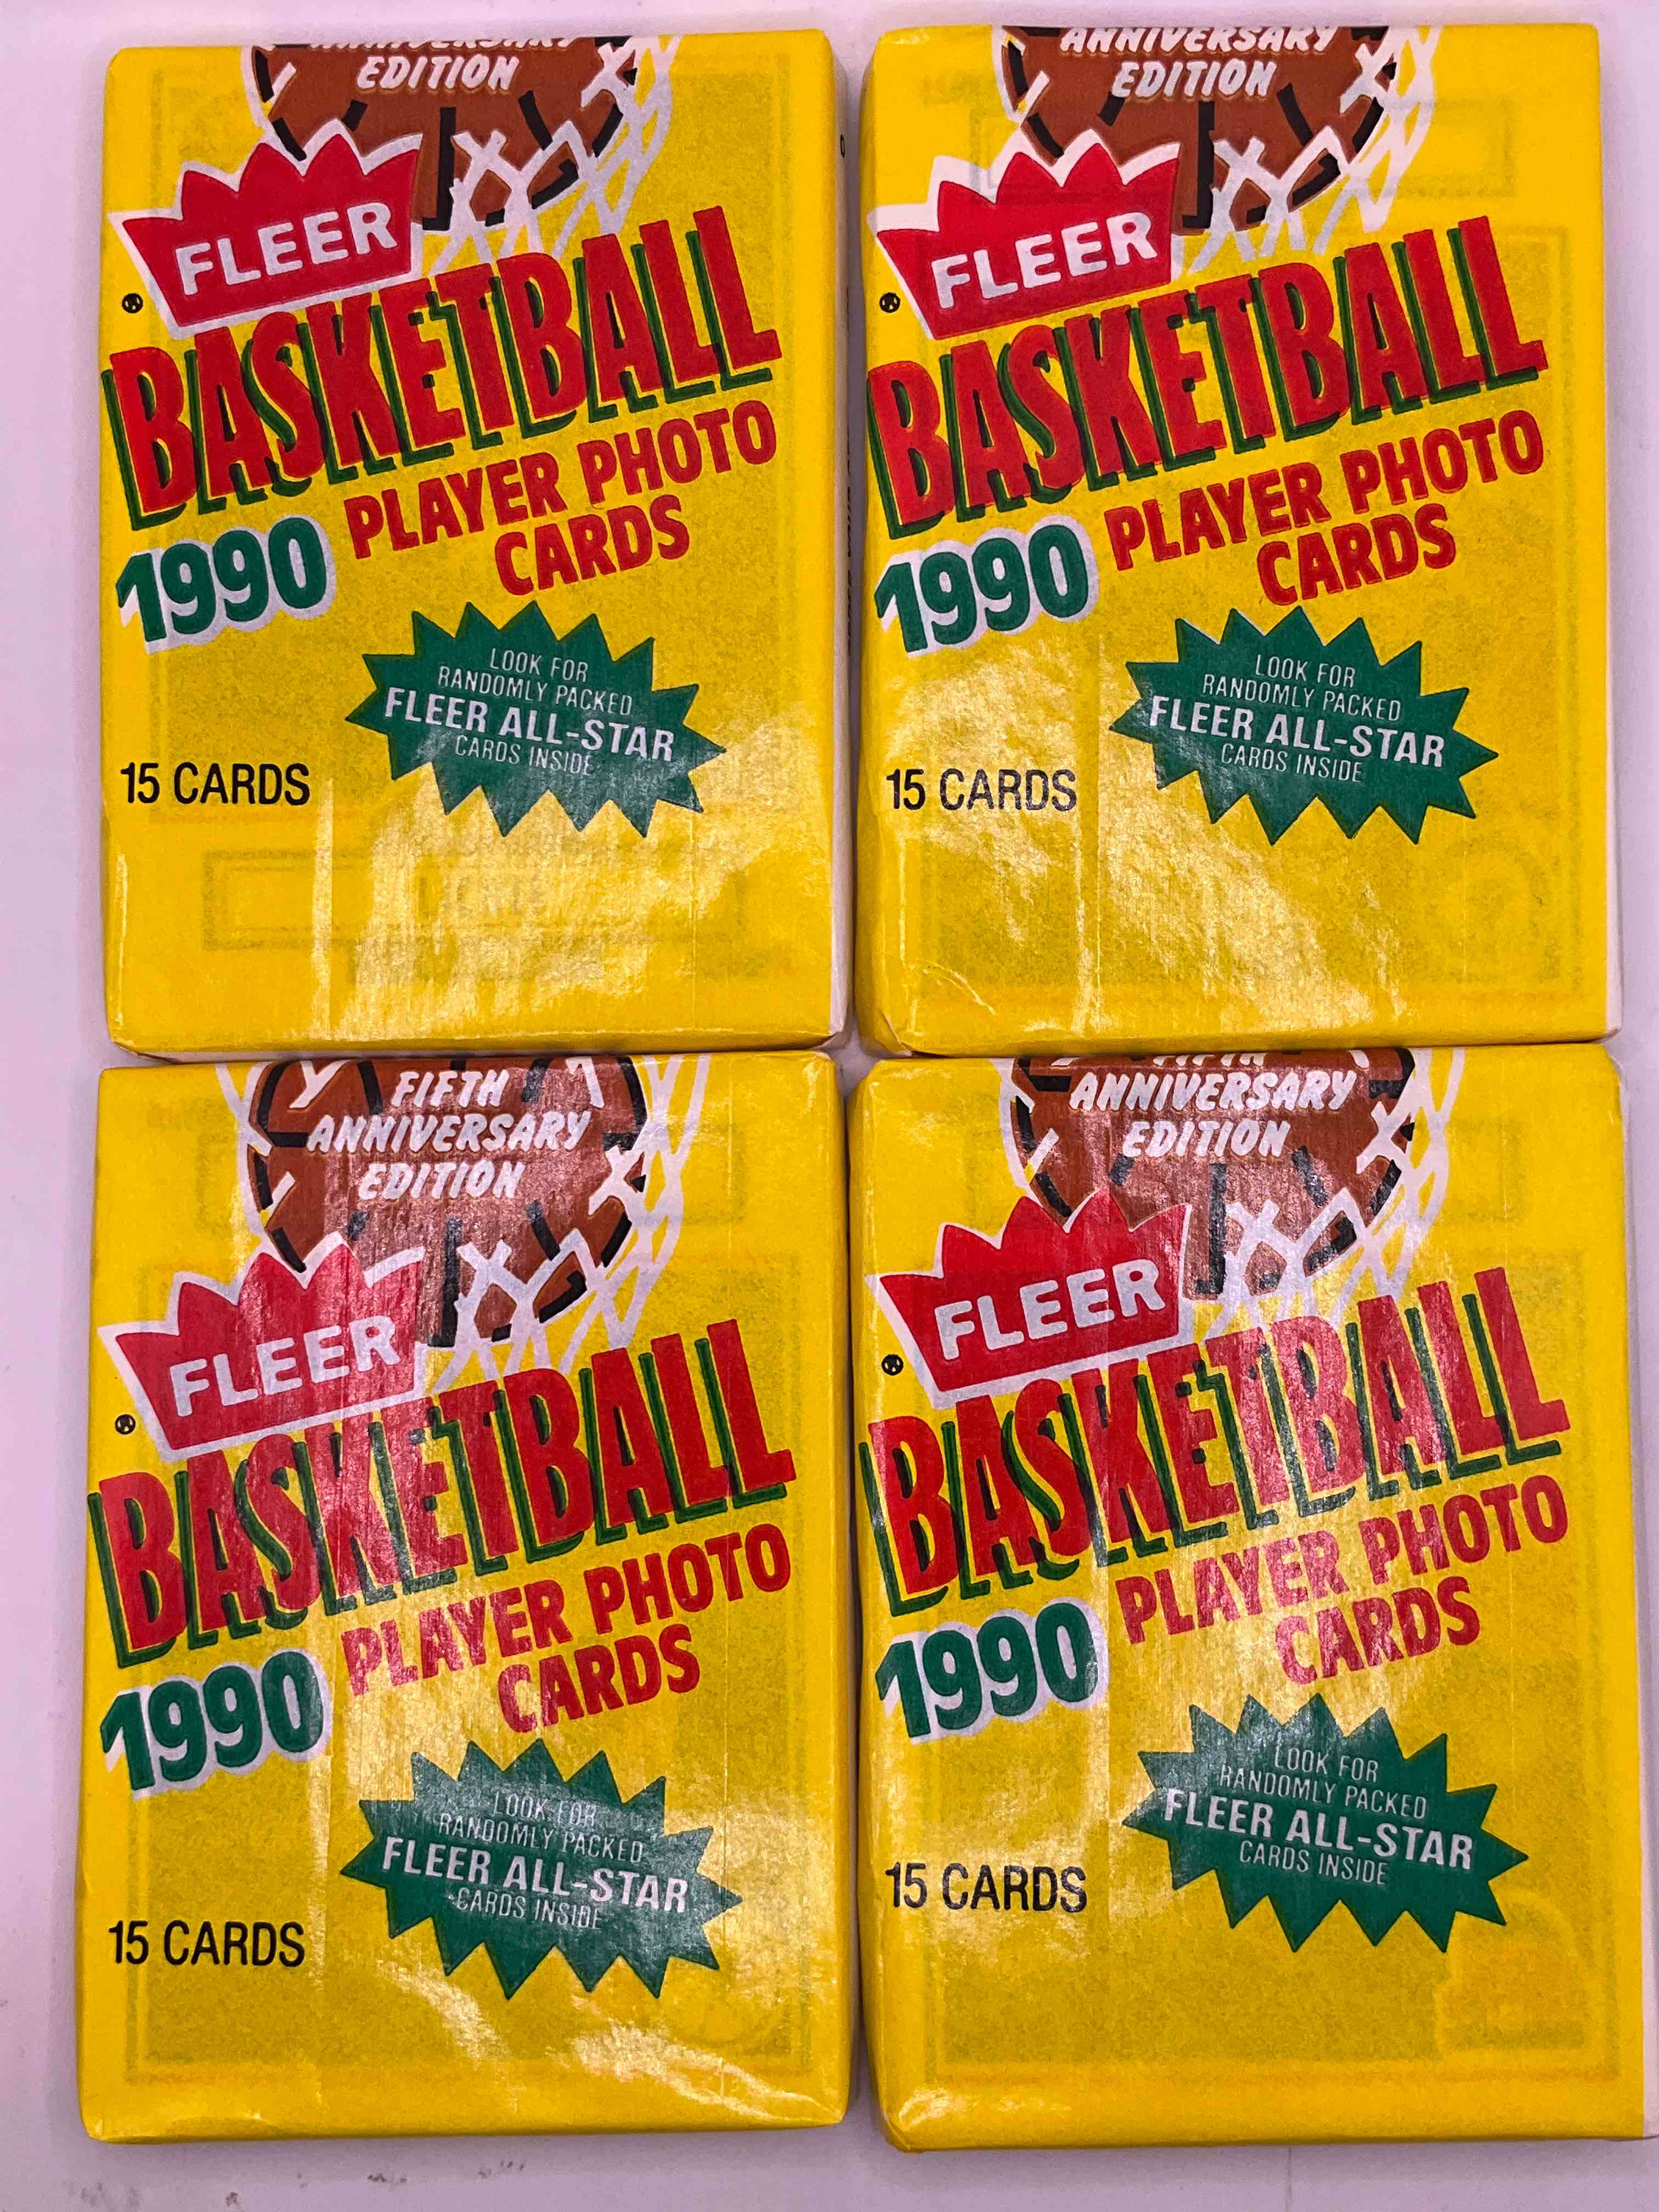 ANNIVERSARY
EDITION
FLEER
®
BASKETBALL
1990 PLAYER PHOTO
CARDS
LOOK FOR
RANDOMLY PACKED
FLEER ALL-STAR
CARDS INSIDE
15 CARDS
ANNIVERSARY
EDITION
FLEER
®
BASKETBALL
1990 PLAYER PHOTO
CARDS
LOOK FOR
RANDOMLY PACKED
FLEER ALL-STAR
CARDS INSIDE
15 CARDS
FIFTH
ANNIVERSARY
EDITION
FLEER
®
BASKETBALL
1990 PLAYER PHOTO
CARDS
LOOK FOR
RANDOMLY PACKED
FLEER ALL-STAR
CARDS INSIDE
15 CARDS
FIFTH
ANNIVERSARY
EDITION
FLEER
®
BASKETBALL
1990 PLAYER PHOTO
CARDS
LOOK FOR
RANDOMLY PACKED
FLEER ALL-STAR
CARDS INSIDE
15 CARDS